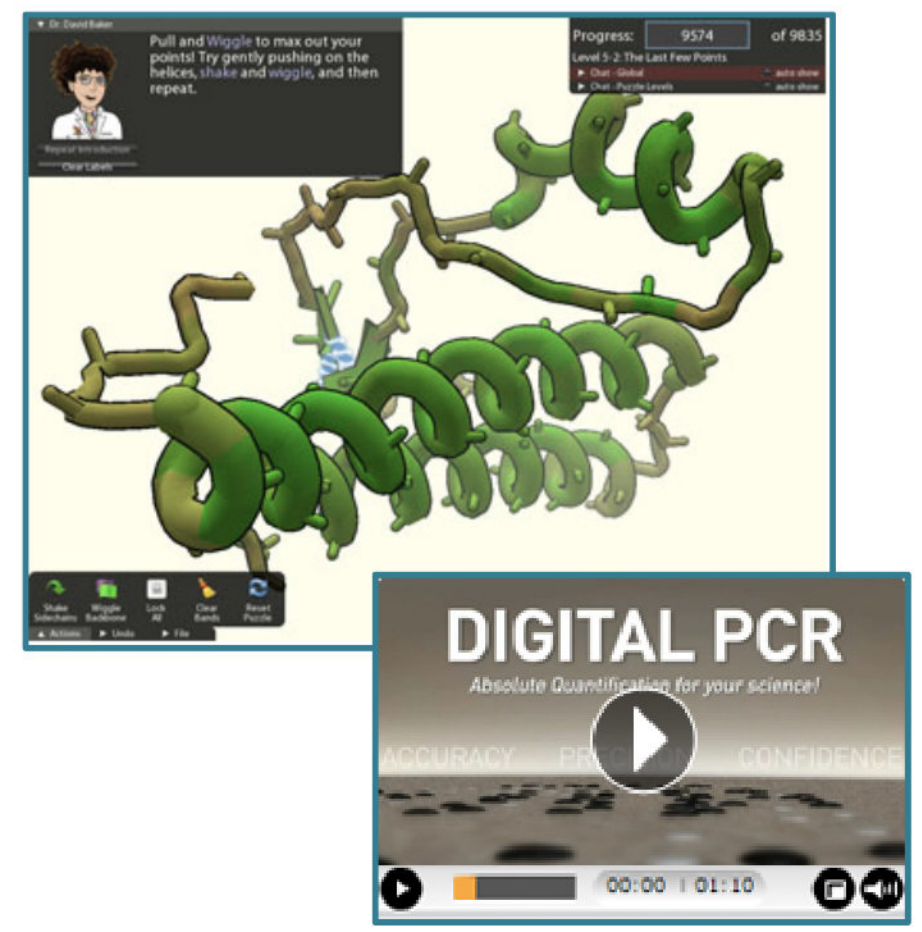 Dr. David Baker
Pull and Wiggle to max out your
points! Try gently pushing on the
helices, shake and wiggle, and then
repeat.
Repeat Introduction
Clear Labels
Progress: 9574 of 9835
Level 5-2: The Last Few Points
Chat - Global auto show
Chat - Puzzle Levels auto show
Shake
Sidechains
Wiggle
Backbone
Lock
All
Clear
Bands
Reset
Puzzle
Actions Undo File
DIGITAL PCR
Absolute Quantification for your science!
ACCURACY PRECISION CONFIDENCE
00:00 | 01:10